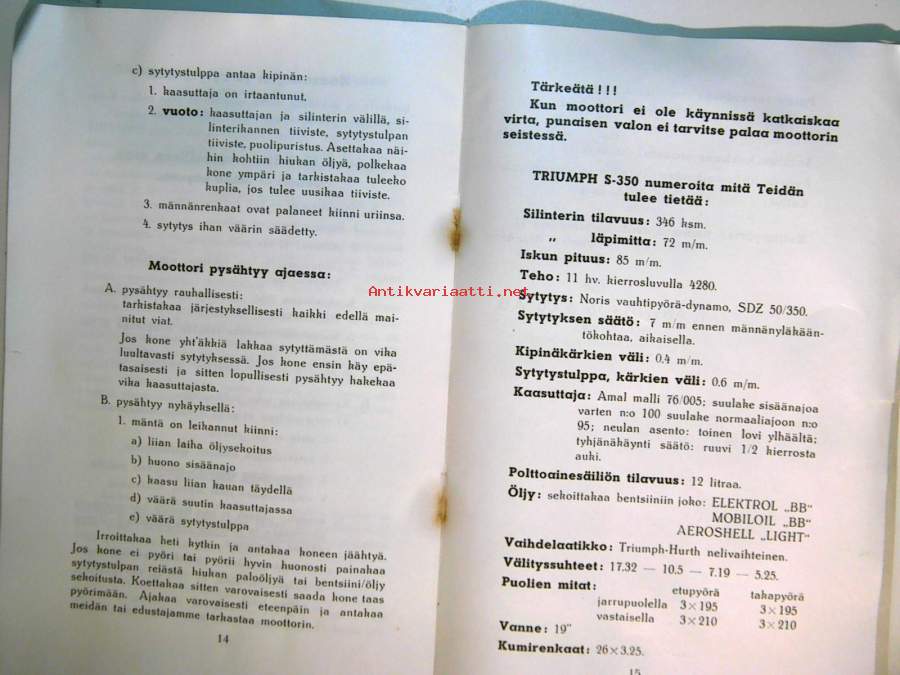 c) sytytystulppa antaa kipinän:
1. kaasuttaja on irtaantunut.
2. vuoto: kaasuttajan ja silinterin välillä, si-
linterikannen tiiviste, sytytystulpan
tiiviste, puolipuristus. Asettakaa näi-
hin kohtiin hiukan öljyä, polkekaa
kone ympäri ja tarkistakaa tuleeko
kuplia, jos tulee uusikaa tiiviste.
3. männänrenkaat ovat palaneet kiinni uriinsa.
4. sytytys ihan väärin säädetty.
Moottori pysähtyy ajaessa:
A. pysähtyy rauhallisesti:
tarkistakaa järjestyksellisesti kaikki edellä mai-
nitut viat.
Jos kone yht'äkkiä lakkaa sytyttämästä on vika
luultavasti sytytyksessä. Jos kone ensin käy epä-
tasaisesti ja sitten lopullisesti pysähtyy hakekaa
vika kaasuttajasta.
B. pysähtyy nykäyksellä:
1. mäntä on leikannut kiinni:
a) liian laiha öljysekoitus
b) huono sisäänajo
c) kaasu liian kauan täydellä
d) väärä suutin kaasuttajassa
e) väärä sytytystulppa
Irroittakaa heti kytkin ja antakaa koneen jäähtyä.
Jos kone ei pyöri tai pyörii hyvin huonosti painakaa
sytytystulpan reiästä hiukan paloöljyä tai bentsiini/öljy
sekoitusta. Koettakaa sitten varovaisesti saada kone taas
pyörimään. Ajakaa varovaisesti eteenpäin ja antakaa
meidän tai edustajamme tarkastaa moottorin.
14
Tärkeätä ! ! !
Kun moottori ei ole käynnissä katkaiskaa
virta, punaisen valon ei tarvitse palaa moottorin
seistessä.
TRIUMPH S-350 numeroita mitä Teidän
tulee tietää:
Silinterin tilavuus: 346 ksm.
„ läpimitta: 72 m/m.
Iskun pituus: 85 m/m.
Teho: 11 hv. kierrosluvulla 4280.
Antikvariaatti.net
Sytytys: Noris vauhtipyörä-dynamo, SDZ 50/350.
Sytytyksen säätö: 7 m/m ennen männänyläkään-
tökohtaa, aikaisella.
Kipinäkärkien väli: 0.4 m/m.
Sytytystulppa, kärkien väli: 0.6 m/m.
Kaasuttaja: Amal malli 76/005; suulake sisäänajoa
varten n:o 100 suulake normaaliajoon n:o
95; neulan asento: toinen lovi ylhäältä;
tyhjänäkäynti säätö: ruuvi 1/2 kierrosta
auki.
Polttoainesäiliön tilavuus: 12 litraa.
Öljy: sekoittakaa bentsiiniin joko: ELEKTROL „BB“
MOBILOIL „BB“
AEROSHELL „LIGHT“
Vaihdelaatikko: Triumph-Hurth nelivaihteinen.
Välityssuhteet: 17.32 — 10.5 — 7.19 — 5.25.
Puolien mitat: etupyörä takapyörä
jarrupuolella 3×195 3×195
vastaisella 3×210 3×210
Vanne: 19"
Kumirenkaat: 26×3.25.
15